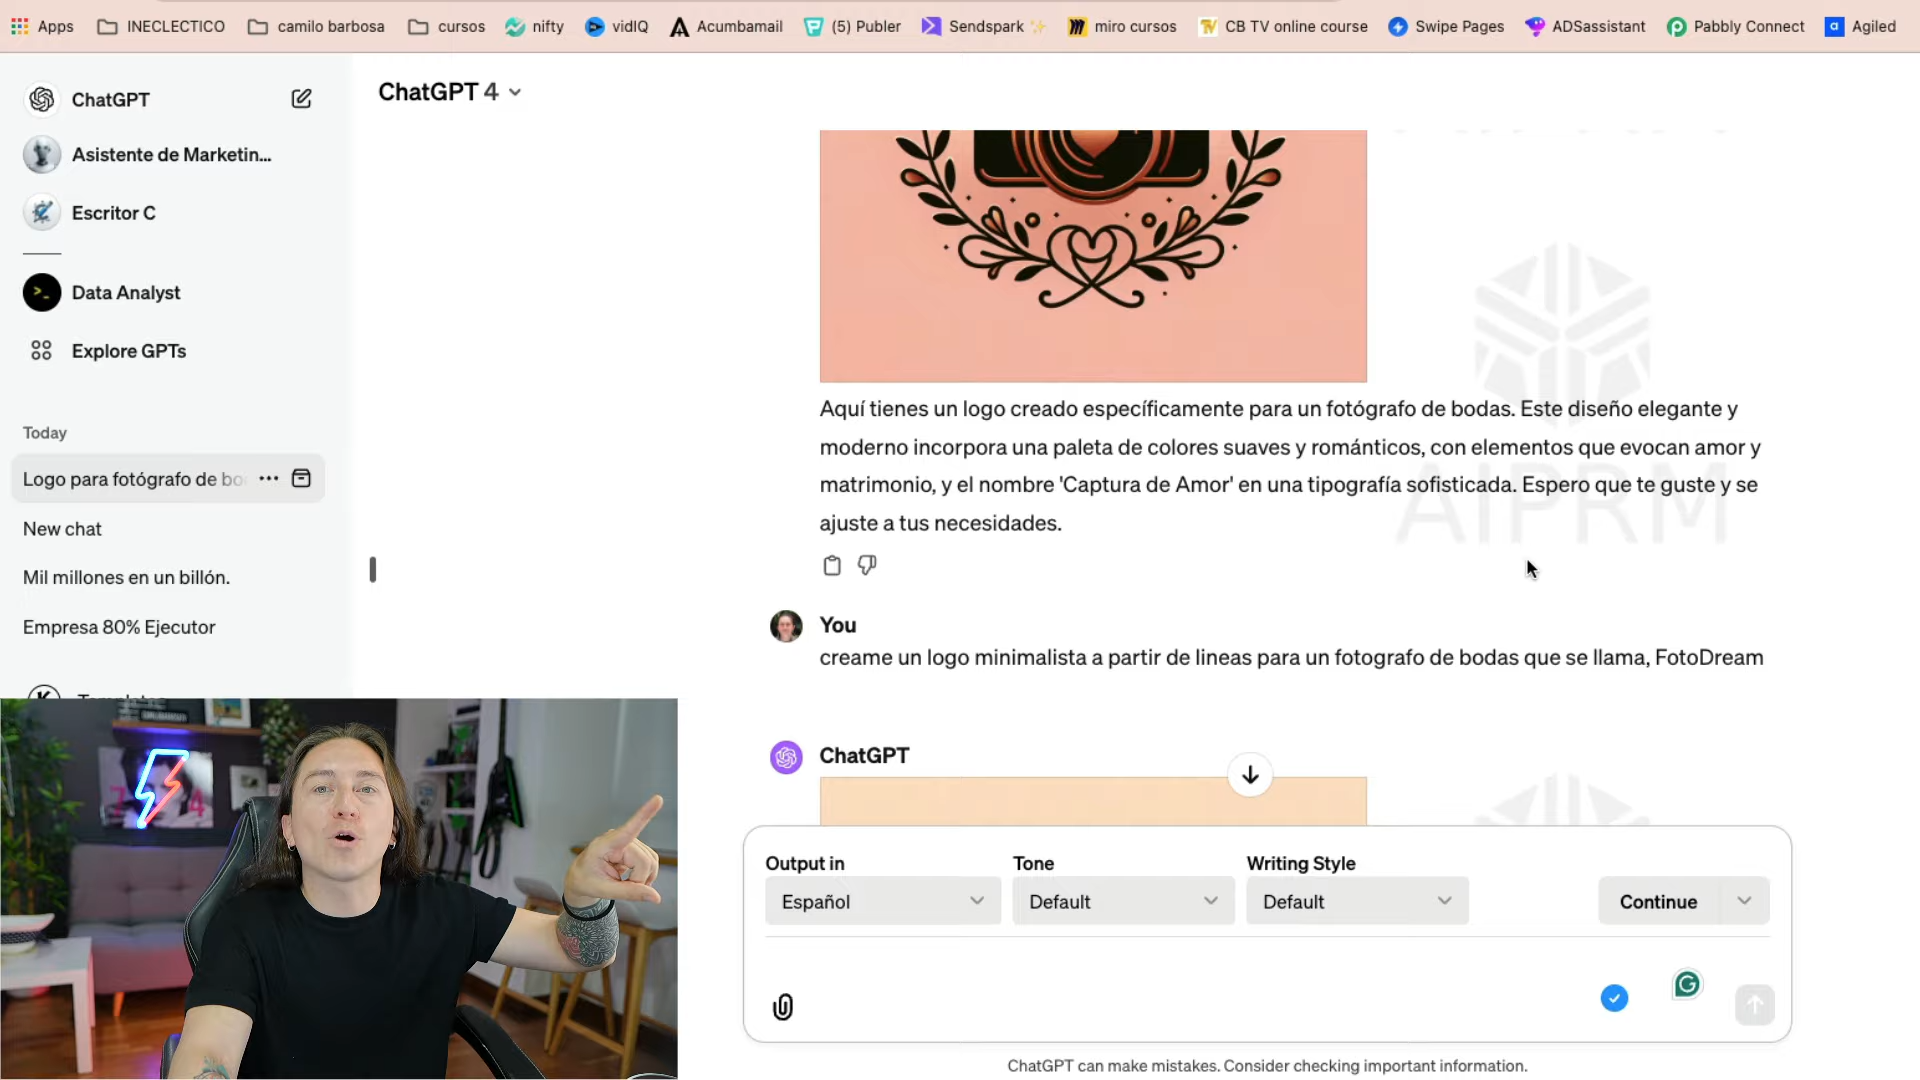 Apps INECLECTICO camilo barbosa cursos nifty vidIQ Acumbamail (5) Publer Sendspark miro cursos CB TV online course Swipe Pages ADSassistant Pabbly Connect Agiled
ChatGPT
Asistente de Marketin...
Escritor C
Data Analyst
Explore GPTs
Today
Logo para fotógrafo de bo
New chat
Mil millones en un billón.
Empresa 80% Ejecutor
Templates
ChatGPT 4
Aquí tienes un logo creado específicamente para un fotógrafo de bodas. Este diseño elegante y
moderno incorpora una paleta de colores suaves y románticos, con elementos que evocan amor y
matrimonio, y el nombre 'Captura de Amor' en una tipografía sofisticada. Espero que te guste y se
ajuste a tus necesidades.
AIPRM
You
creame un logo minimalista a partir de lineas para un fotografo de bodas que se llama, FotoDream
ChatGPT
Output in Tone Writing Style
Español Default Default Continue
ChatGPT can make mistakes. Consider checking important information.